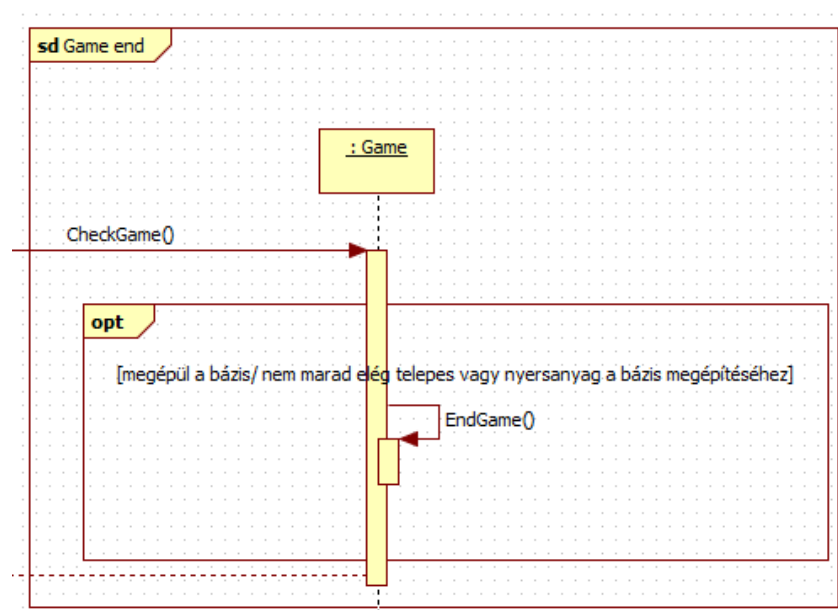 sd Game end
: Game
CheckGame()
opt
[megépül a bázis/ nem marad elég telepes vagy nyersanyag a bázis megépítéséhez]
EndGame()